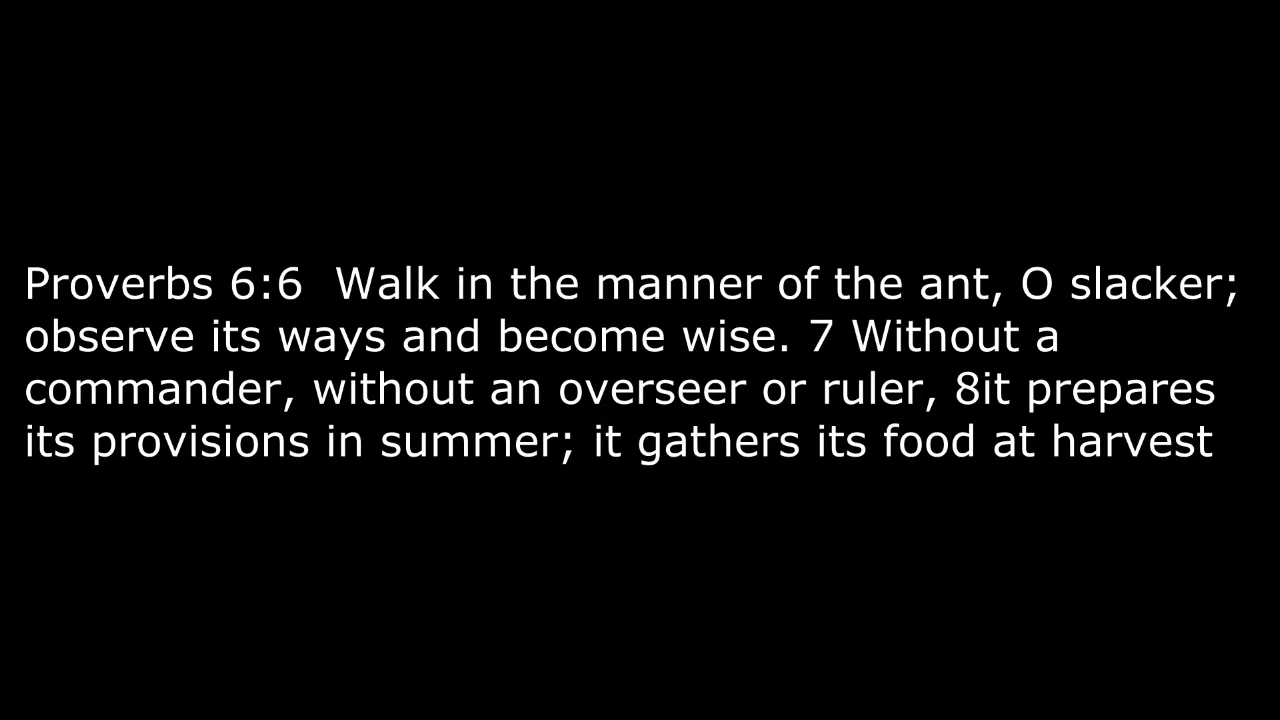 Proverbs 6:6  Walk in the manner of the ant, O slacker;
observe its ways and become wise. 7 Without a
commander, without an overseer or ruler, 8it prepares
its provisions in summer; it gathers its food at harvest